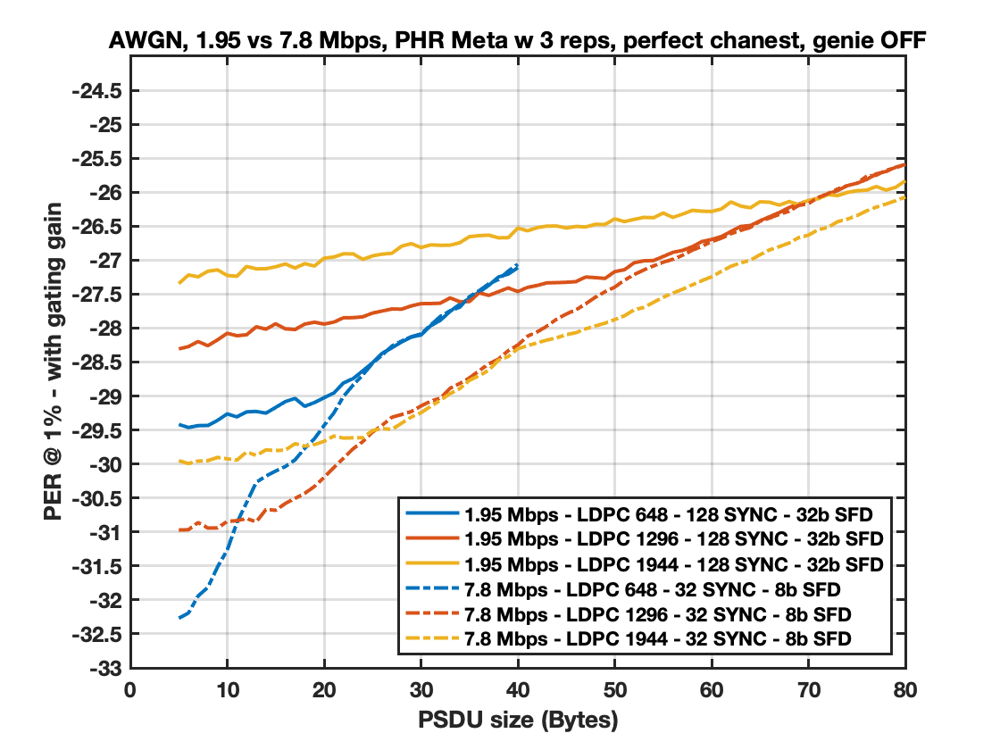 AWGN, 1.95 vs 7.8 Mbps, PHR Meta w 3 reps, perfect chanest, genie OFF
PER @ 1% - with gating gain
-24.5
-25
-25.5
-26
-26.5
-27
-27.5
-28
-28.5
-29
-29.5
-30
-30.5
-31
-31.5
-32
-32.5
-33
1.95 Mbps - LDPC 648 - 128 SYNC - 32b SFD
1.95 Mbps - LDPC 1296 - 128 SYNC - 32b SFD
1.95 Mbps - LDPC 1944 - 128 SYNC - 32b SFD
7.8 Mbps - LDPC 648 - 32 SYNC - 8b SFD
7.8 Mbps - LDPC 1296 - 32 SYNC - 8b SFD
7.8 Mbps - LDPC 1944 - 32 SYNC - 8b SFD
0 10 20 30 40 50 60 70 80
PSDU size (Bytes)